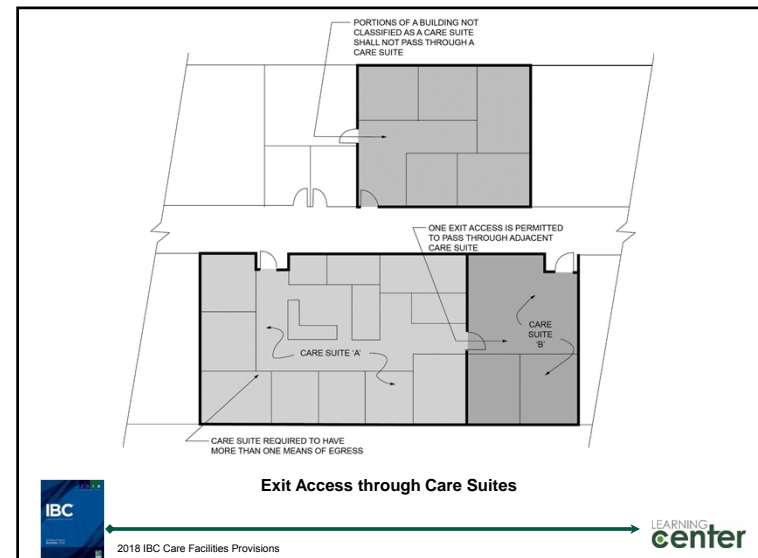 PORTIONS OF A BUILDING NOT
CLASSIFIED AS A CARE SUITE
SHALL NOT PASS THROUGH A
CARE SUITE
ONE EXIT ACCESS IS PERMITTED
TO PASS THROUGH ADJACENT
CARE SUITE
CARE SUITE 'A'
CARE
SUITE
'B'
CARE SUITE REQUIRED TO HAVE
MORE THAN ONE MEANS OF EGRESS
Exit Access through Care Suites
IBC
2018 IBC Care Facilities Provisions
LEARNING
center